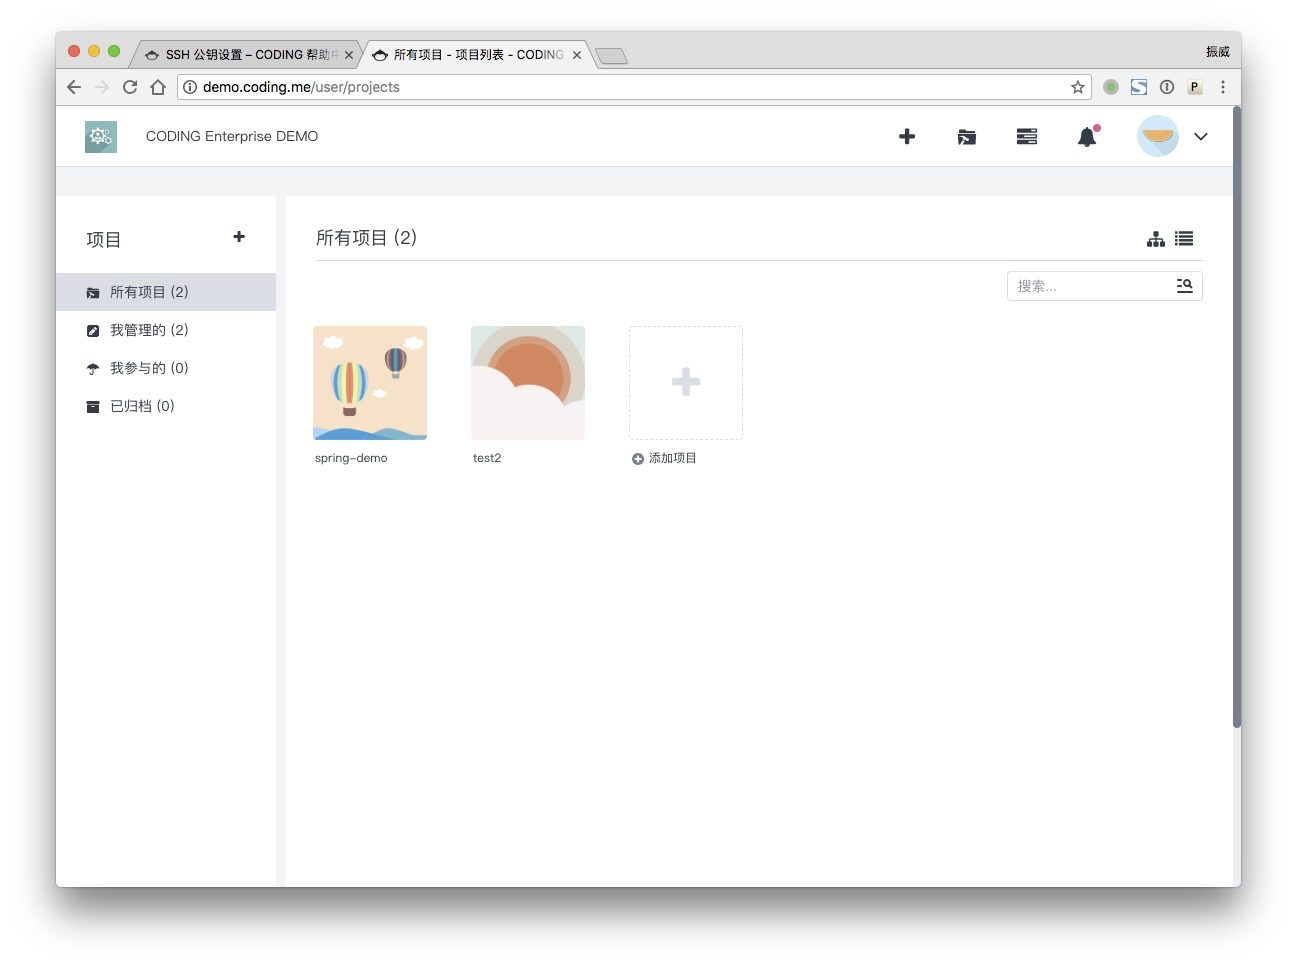 SSH 公钥设置 – CODING 帮助中
所有项目 - 项目列表 - CODING
振威
demo.coding.me/user/projects
P
CODING Enterprise DEMO
项目
所有项目 (2)
我管理的 (2)
我参与的 (0)
已归档 (0)
所有项目 (2)
搜索...
spring-demo
test2
添加项目